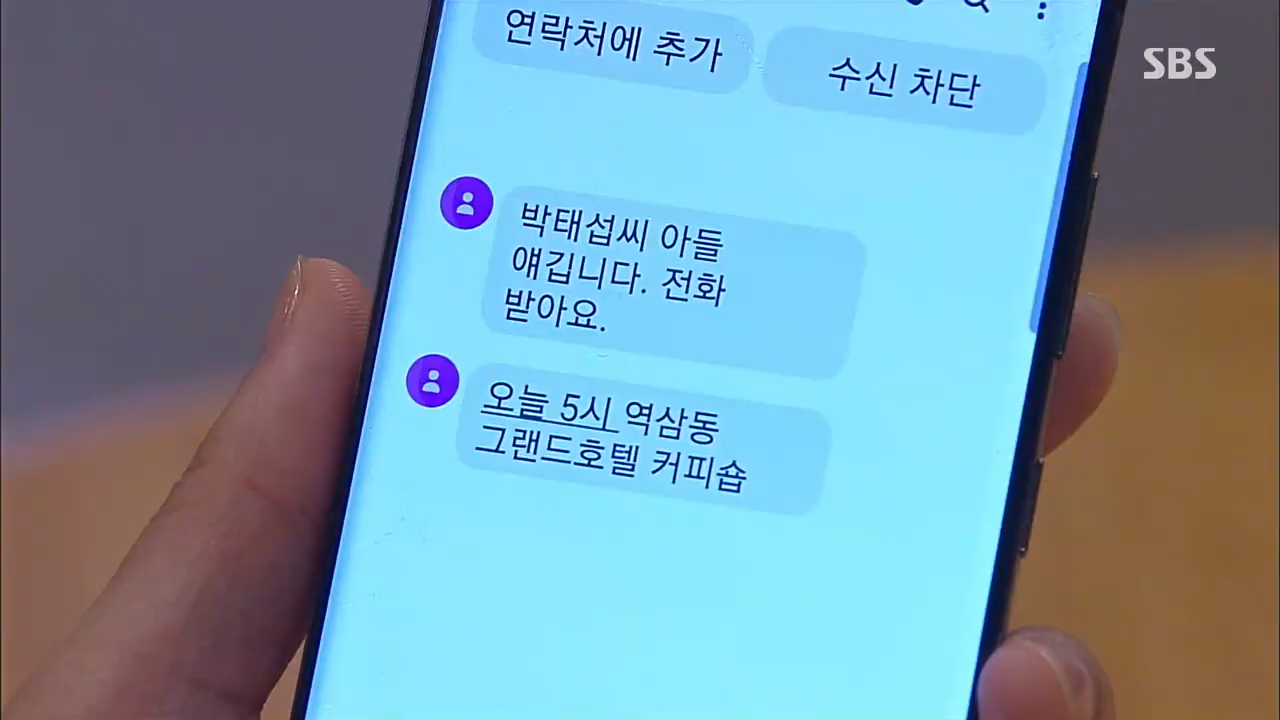 연락처에 추가
수신 차단
SBS
박태섭씨 아들
얘깁니다. 전화
받아요.
오늘 5시 역삼동
그랜드호텔 커피숍